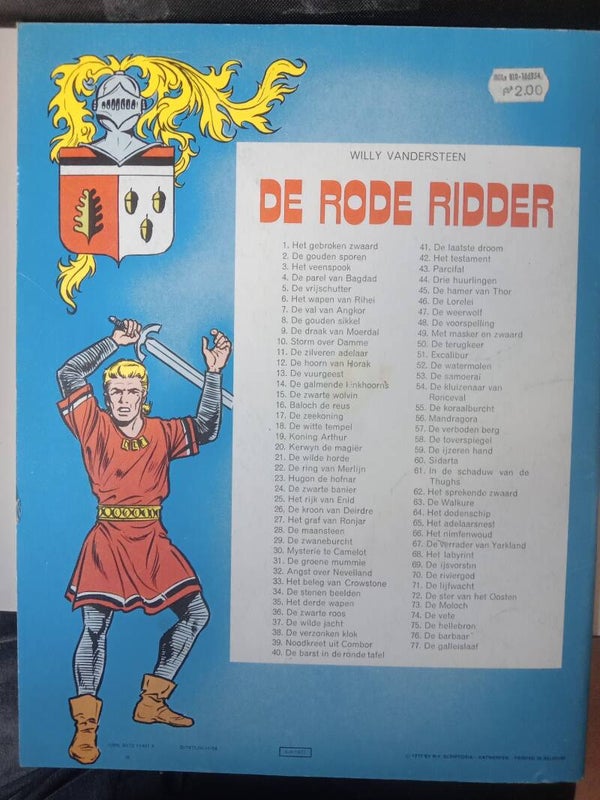 ₱2.00
WILLY VANDERSTEEN
DE RODE RIDDER
1. Het gebroken zwaard
2. De gouden sporen
3. Het veenspook
4. De parel van Bagdad
5. De vrijschutter
6. Het wapen van Rihei
7. De val van Angkor
8. De gouden sikkel
9. De draak van Moerdal
10. Storm over Damme
11. De zilveren adelaar
12. De hoorn van Horak
13. De vuurgeest
14. De galmende kinkhoorns
15. De zwarte wolvin
16. Baloch de reus
17. De zeekoning
18. De witte tempel
19. Koning Arthur
20. Kerwyn de magiër
21. De wilde horde
22. De ring van Merlijn
23. Hugon de hofnar
24. De zwarte banier
25. Het rijk van Enid
26. De kroon van Deirdre
27. Het graf van Ronjar
28. De maansteen
29. De zwaneburcht
30. Mysterie te Camelot
31. De groene mummie
32. Angst over Neveiland
33. Het beleg van Crowstone
34. De stenen beelden
35. Het derde wapen
36. De zwarte roos
37. De wilde jacht
38. De verzonken klok
39. Noodkreet uit Combor
40. De barst in de ronde tafel
41. De laatste droom
42. Het testament
43. Parcifal
44. Drie huurlingen
45. De hamer van Thor
46. De Lorelei
47. De weerwolf
48. De voorspelling
49. Met masker en zwaard
50. De terugkeer
51. Excalibur
52. De watermolen
53. De samoerai
54. De kluizenaar van
Ronceval
55. De koraalburcht
56. Mandragora
57. De verboden berg
58. De toverspiegel
59. De ijzeren hand
60. Sidarta
61. In de schaduw van de
Thughs
62. Het sprekende zwaard
63. De Walkure
64. Het dodenschip
65. Het adelaarsnest
66. Het nimfenwoud
67. De verrader van Yarkland
68. Het labyrint
69. De ijsvorstin
70. De riviergod
71. De lijfwacht
72. De ster van het Oosten
73. De Moloch
74. De vete
75. De hellebron
76. De barbaar
77. De galleislaaf